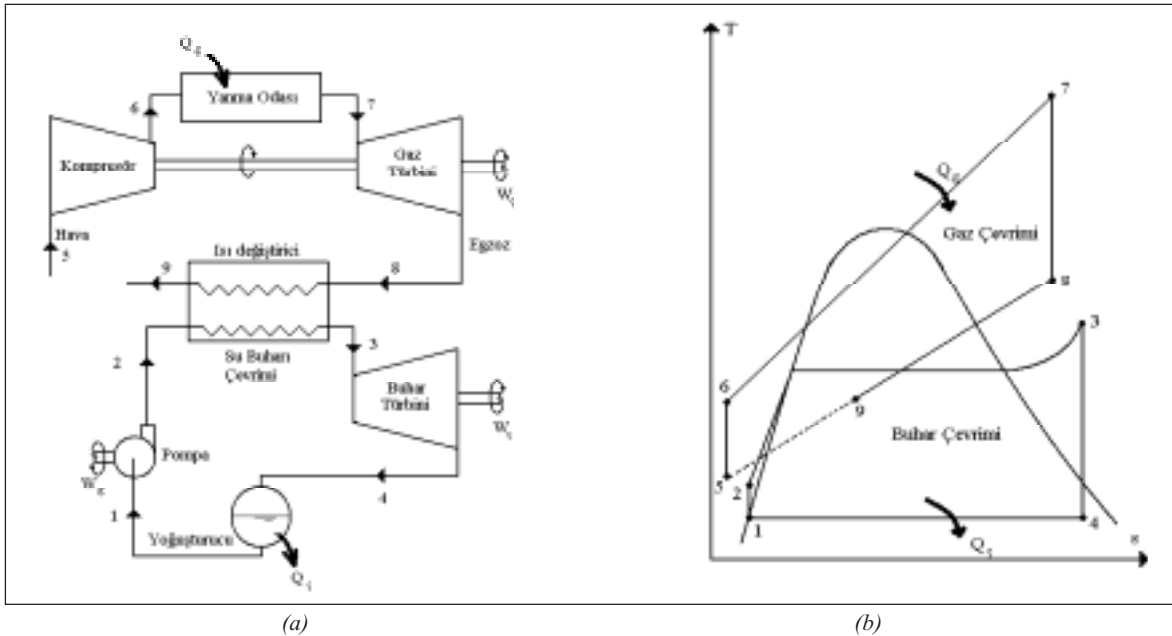 Q g
Yanma Odası
6
7
Kompresör
Gaz
Türbini
Hava
5
Egzoz
Isı değiştirici
9
8
2
3
Su Buharı
Çevrimi
Buhar
Türbini
Pompa
W g
1
4
Yoğuşturucu
Q ç
(a)
T
7
Q g
Gaz Çevrimi
8
3
6
9
Buhar Çevrimi
5
2
1
4
Q ç
s
(b)